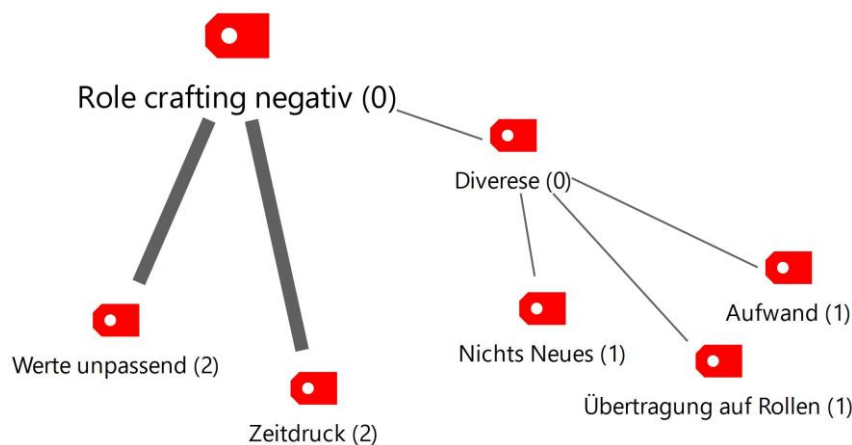 Role crafting negativ (0)
Diverese (0)
Aufwand (1)
Nichts Neues (1)
Werte unpassend (2)
Übertragung auf Rollen (1)
Zeitdruck (2)